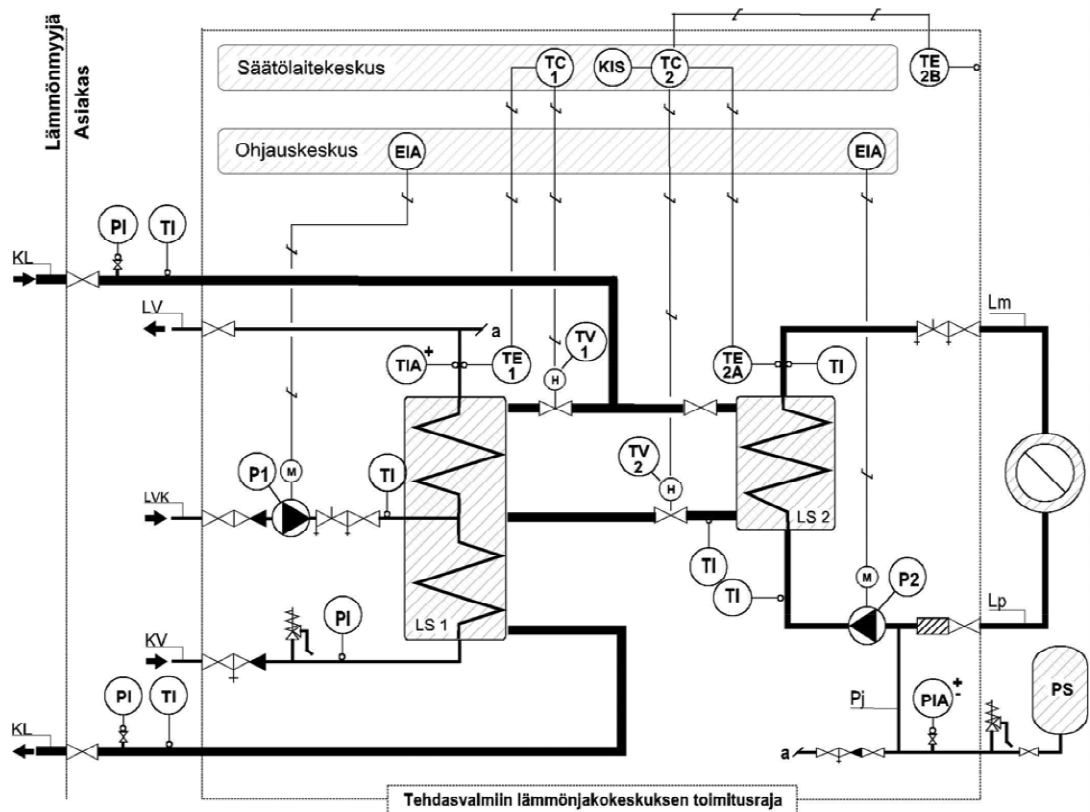 Lämmönmyyjä
Asiakas
Säätölaitekeskus
TC 1
KIS
TC 2
TE 2B
Ohjauskeskus
EIA
EIA
PI
TI
KL
LV
a
TIA +
TE 1
TV 1
TE 2A
TI
Lm
P1
M
TI
TV 2
H
H
LVK
LS 1
LS 2
TI
TI
M
P2
Lp
KV
PI
PI
TI
KL
Pj
PIA + -
PS
a
Tehdasvalmiin lämmönjakokeskuksen toimitusraja